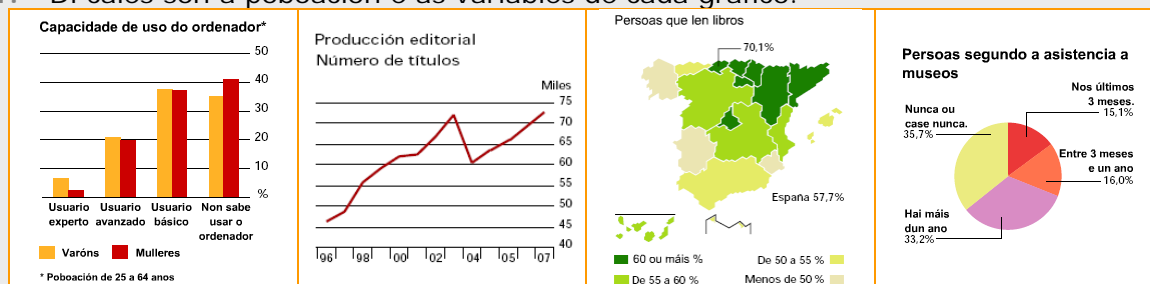 Di cales son a poboación e as variables de cada gráfico:
Capacidade de uso do ordenador*
50
40
30
20
10
%
Usuario experto
Usuario avanzado
Usuario básico
Non sabe usar o ordenador
Varóns
Mulleres
* Poboación de 25 a 64 anos
Producción editorial
Número de títulos
Miles
75
70
65
60
55
50
45
40
96
98
00
02
04
05
07
Persoas que len libros
70,1%
España 57,7%
60 ou máis %
De 50 a 55 %
De 55 a 60 %
Menos de 50 %
Persoas segundo a asistencia a
museos
Nos últimos
3 meses.
15,1%
Nunca ou
case nunca.
35,7%
Entre 3 meses
e un ano
16,0%
Hai máis
dun ano
33,2%